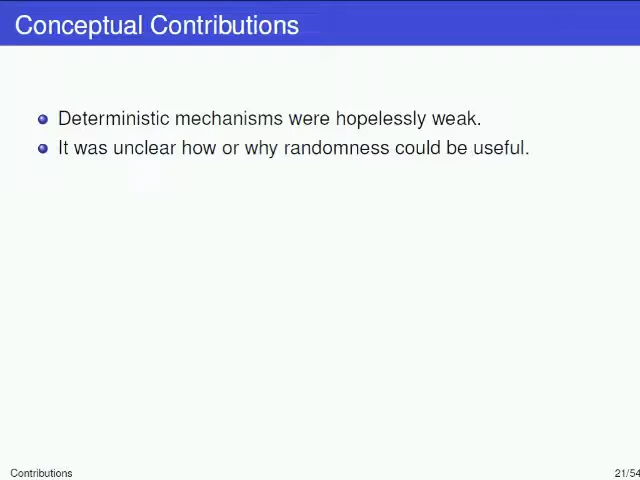 Conceptual Contributions
Deterministic mechanisms were hopelessly weak.
It was unclear how or why randomness could be useful.
Contributions
21/54